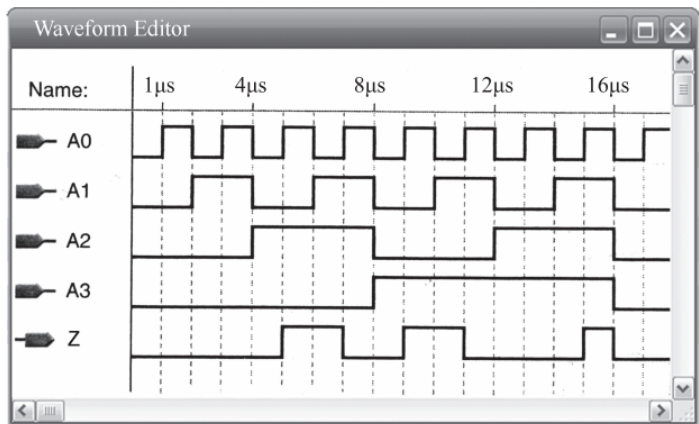 Waveform Editor
Name: 1μs 4μs 8μs 12μs 16μs
A0
A1
A2
A3
Z